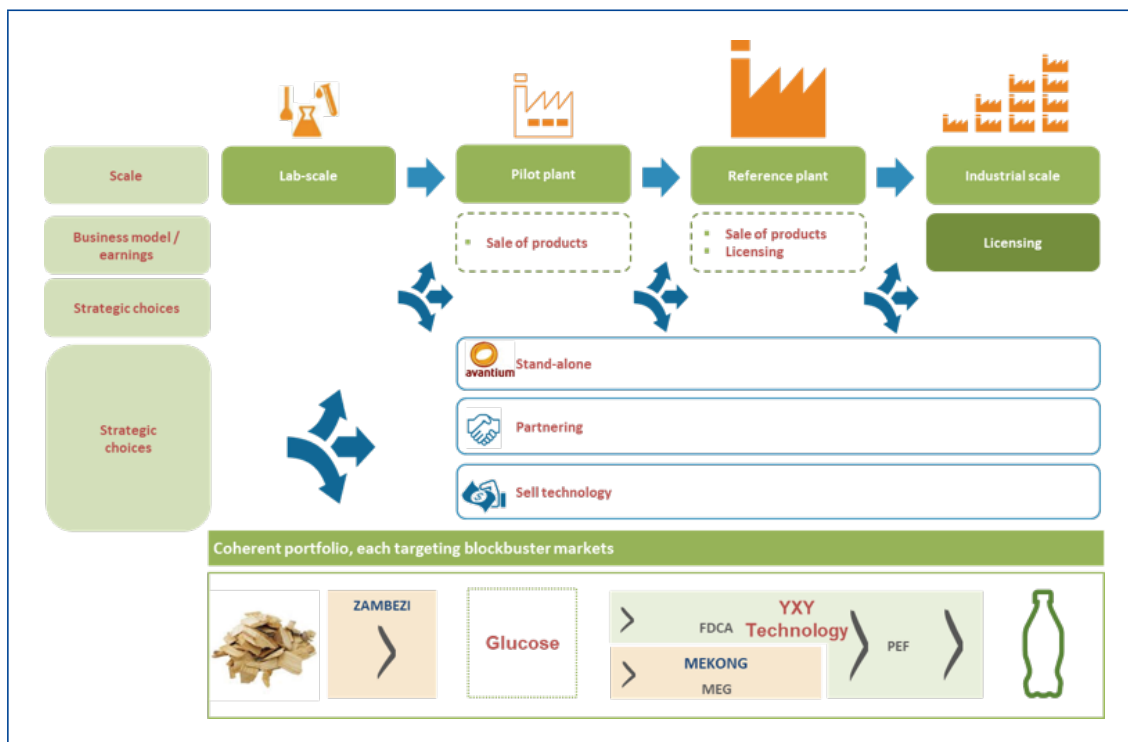 Scale
Lab-scale
Pilot plant
Reference plant
Industrial scale
Business model /
earnings
Sale of products
Sale of products
Licensing
Licensing
Strategic choices
Strategic
choices
avantium
Stand-alone
Partnering
$
Sell technology
Coherent portfolio, each targeting blockbuster markets
ZAMBEZI
Glucose
YXY
FDCA Technology
MEKONG
MEG
PEF